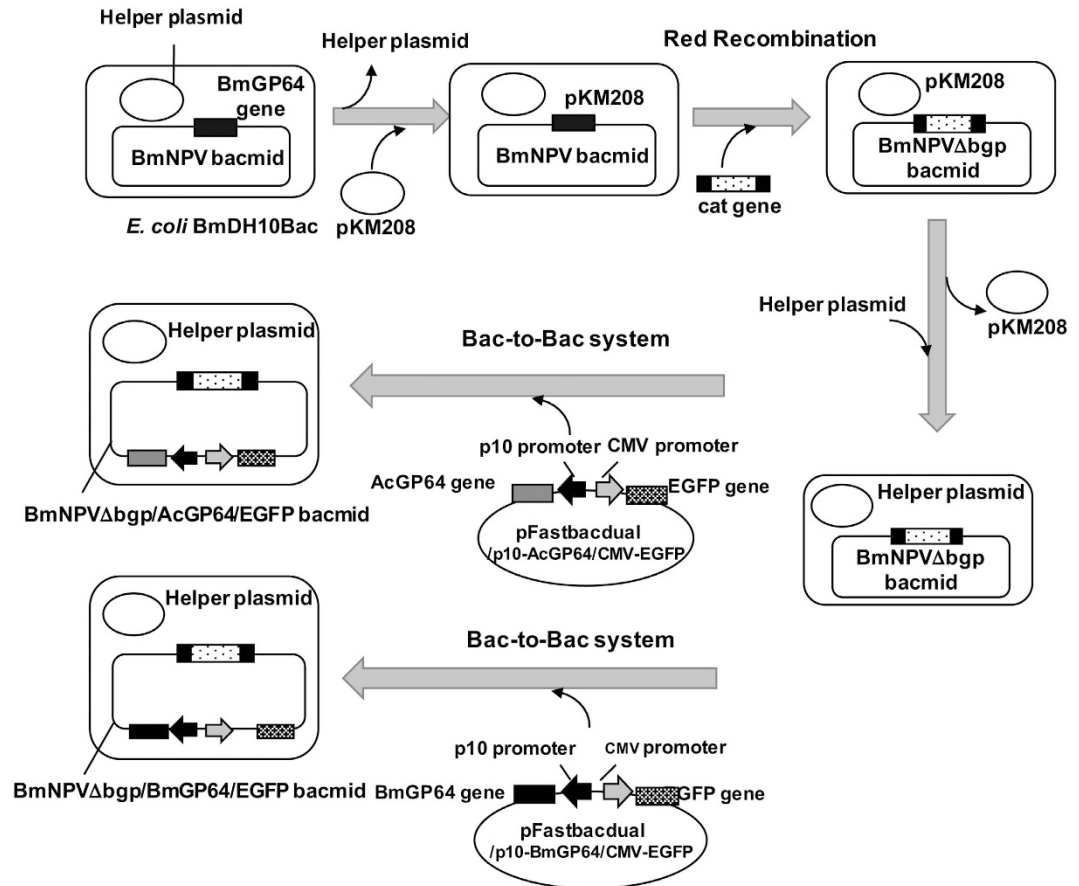 Helper plasmid
Helper plasmid
Red Recombination
BmGP64
gene
BmNPV bacmid
pKM208
BmNPV bacmid
pKM208
BmNPVΔbgp
bacmid
cat gene
E. coli BmDH10Bac
pKM208
Helper plasmid
pKM208
Helper plasmid
Bac-to-Bac system
p10 promoter
CMV promoter
AcGP64 gene
EGFP gene
pFastbacdual
/p10-AcGP64/CMV-EGFP
BmNPVΔbgp/AcGP64/EGFP bacmid
Helper plasmid
BmNPVΔbgp
bacmid
Helper plasmid
Bac-to-Bac system
p10 promoter
CMV promoter
BmGP64 gene
GFP gene
pFastbacdual
/p10-BmGP64/CMV-EGFP
BmNPVΔbgp/BmGP64/EGFP bacmid